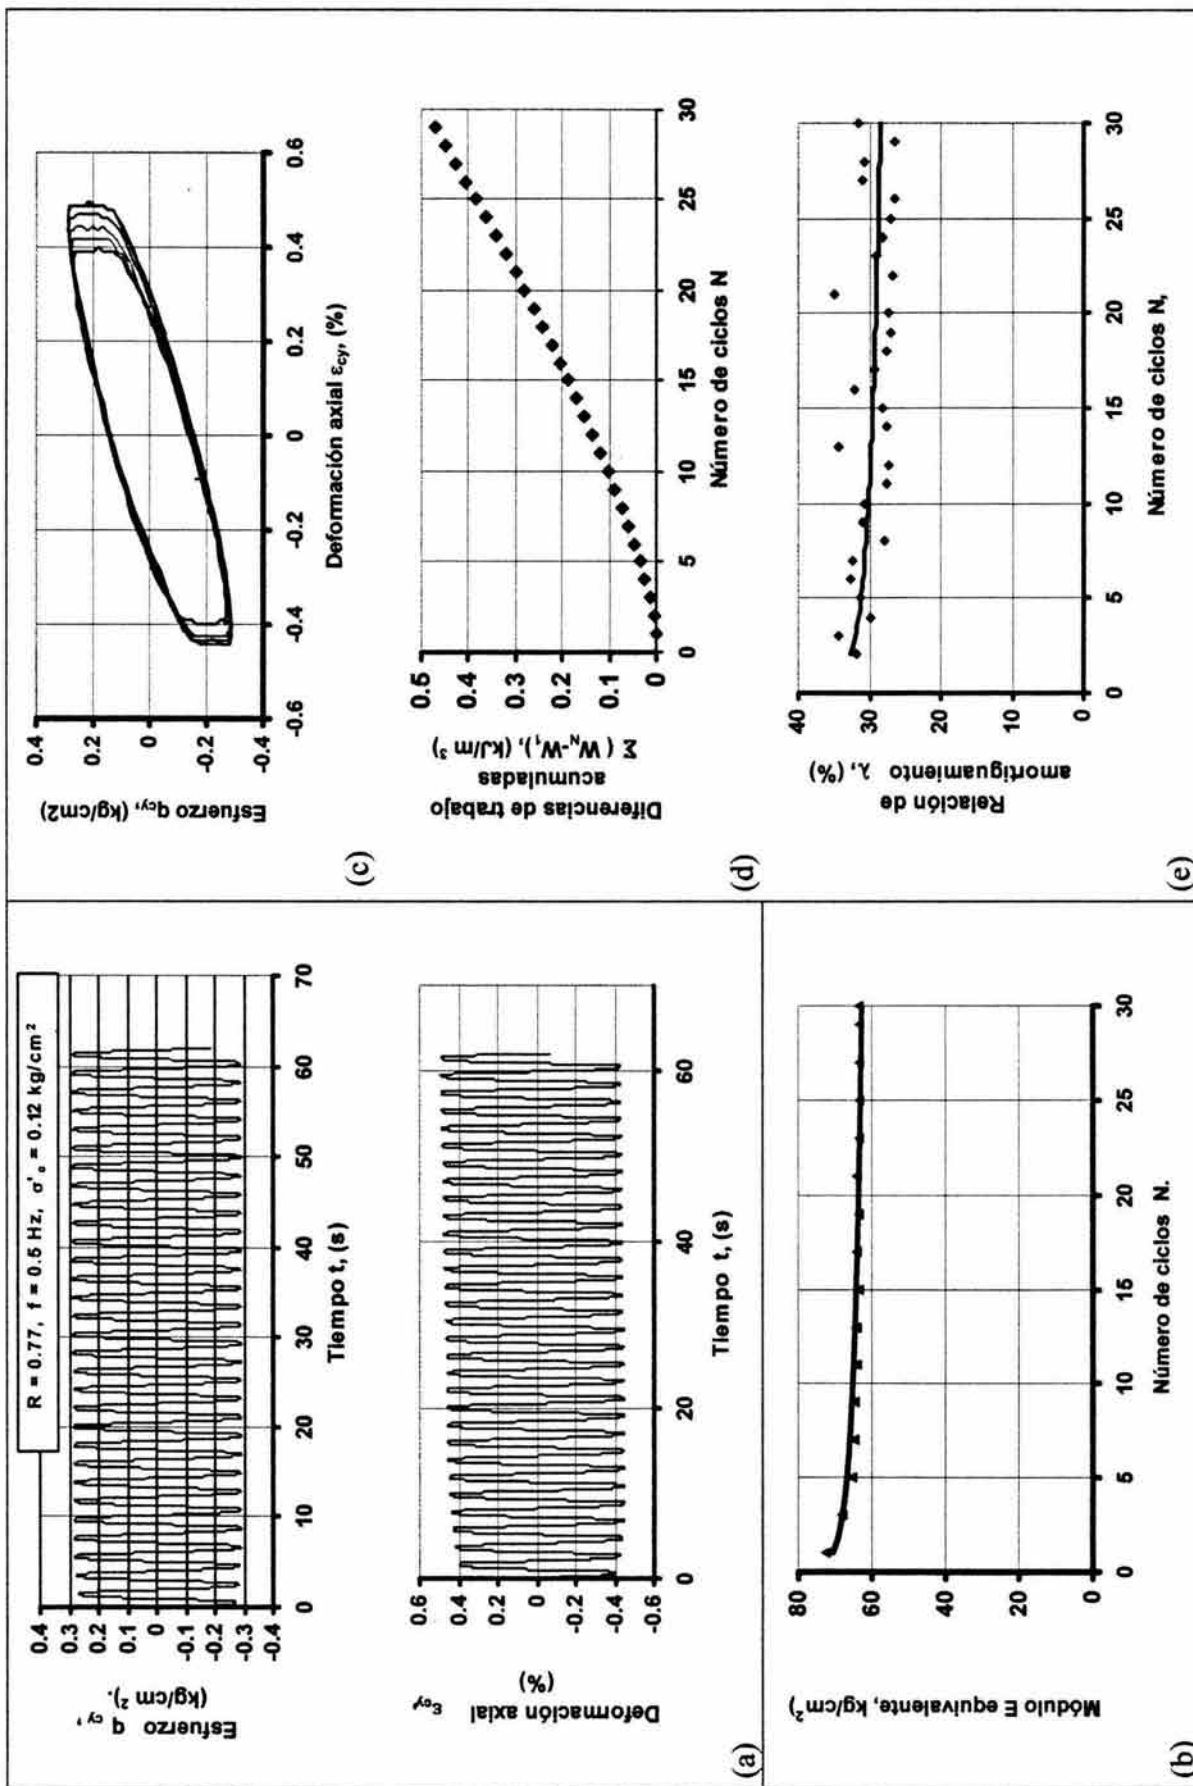 R = 0.77, f = 0.5 Hz, σ'₀ = 0.12 kg/cm²
Esfuerzo q cy,
(kg/cm ²).
0.4
0.3
0.2
0.1
0
-0.1
-0.2
-0.3
-0.4
0 10 20 30 40 50 60 70
Tiempo t, (s)
Deformación axial εcy,
(%)
0.6
0.4
0.2
0
-0.2
-0.4
-0.6
0 20 40 60
Tiempo t, (s)
(a)
Módulo E equivalente, kg/cm²)
80
60
40
20
0
0 5 10 15 20 25 30
Número de ciclos N.
(b)
Esfuerzo qcy, (kg/cm2)
0.4
0.2
0
-0.2
-0.4
-0.6 -0.4 -0.2 0 0.2 0.4 0.6
Deformación axial εcy, (%)
(c)
Diferencias de trabajo
acumuladas
Σ ( WN-W1), (kJ/m³)
0.5
0.4
0.3
0.2
0.1
0
0 5 10 15 20 25 30
Número de ciclos N
(d)
Relación de
amortiguamiento λ, (%)
40
30
20
10
0
0 5 10 15 20 25 30
Número de ciclos N,
(e)